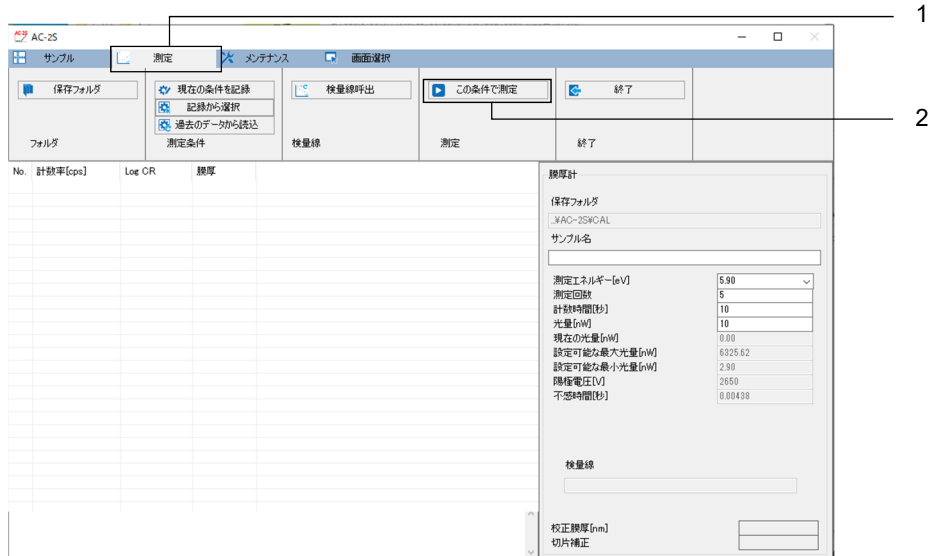 1
AC-2S AC-2S
サンプル 測定 メンテナンス 画面選択
保存フォルダ 現在の条件を記録 検量線呼出 この条件で測定 終了
記録から選択
過去のデータから読込
2
フォルダ 測定条件 検量線 測定 終了
No. 計数率[cps] Log CR 膜厚
膜厚計
保存フォルダ
..¥AC-2S¥CAL
サンプル名
測定エネルギー[eV] 5.90
測定回数 5
計数時間[秒] 10
光量[nW] 10
現在の光量[nW] 0.00
設定可能な最大光量[nW] 6325.62
設定可能な最小光量[nW] 2.90
陽極電圧[V] 2650
不感時間[秒] 0.00438
検量線
校正膜厚[nm]
切片補正